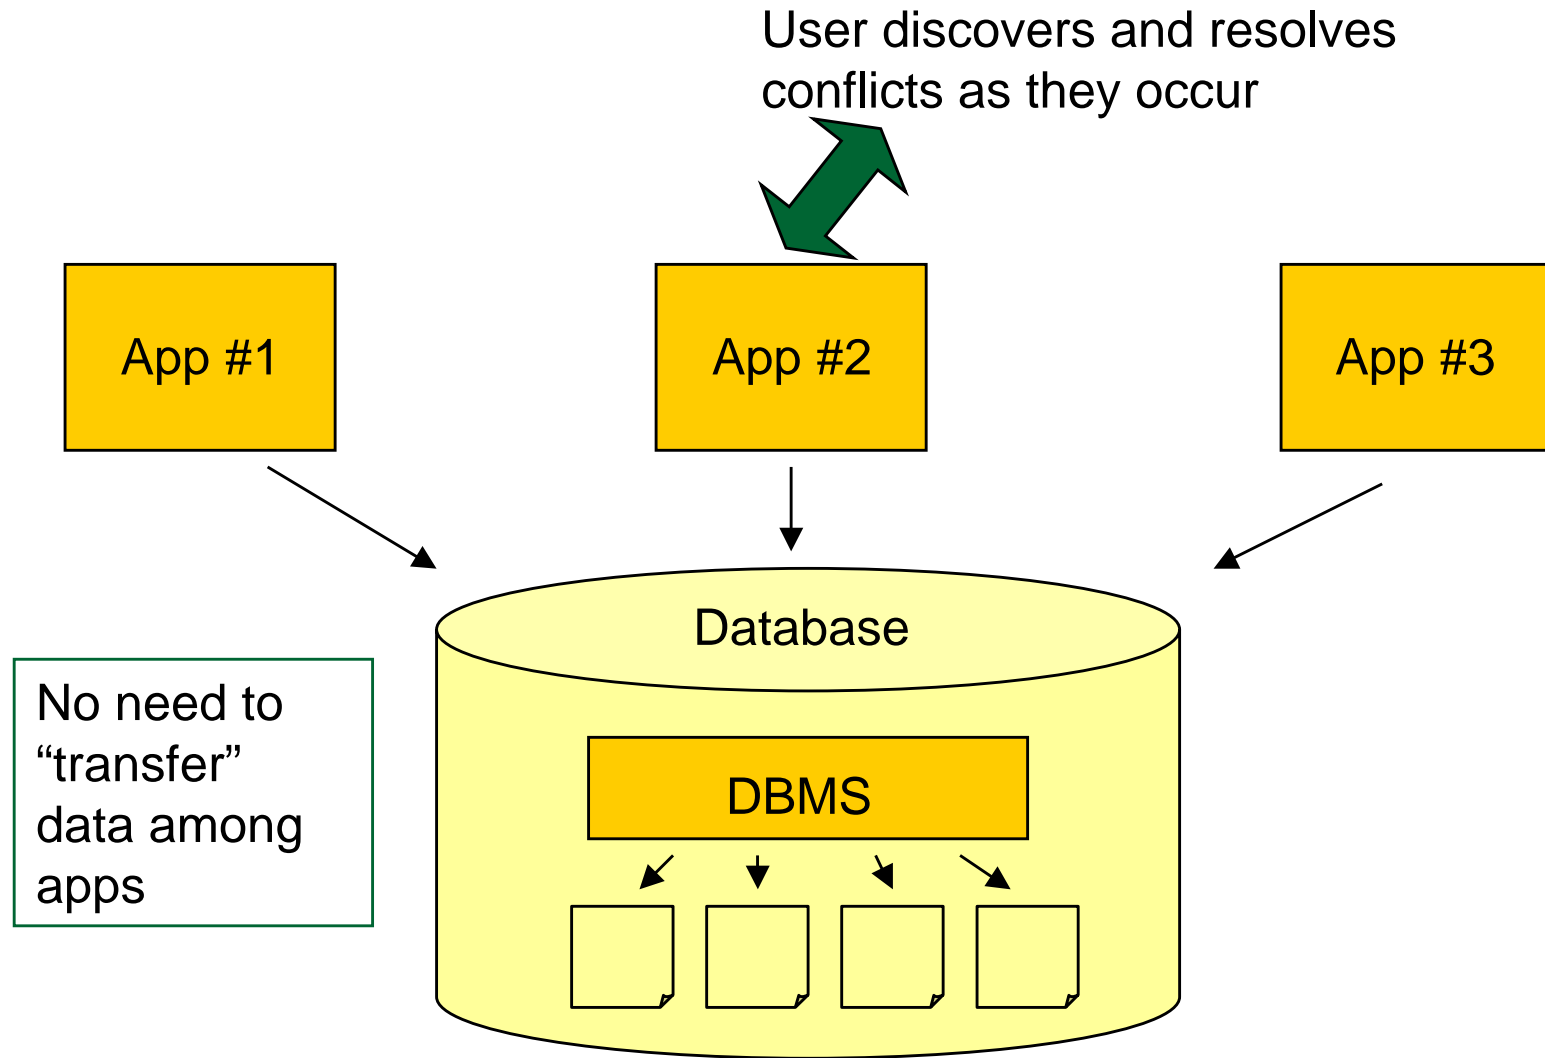 User discovers and resolves
conflicts as they occur
App #1
App #2
App #3
Database
No need to
“transfer”
data among
apps
DBMS